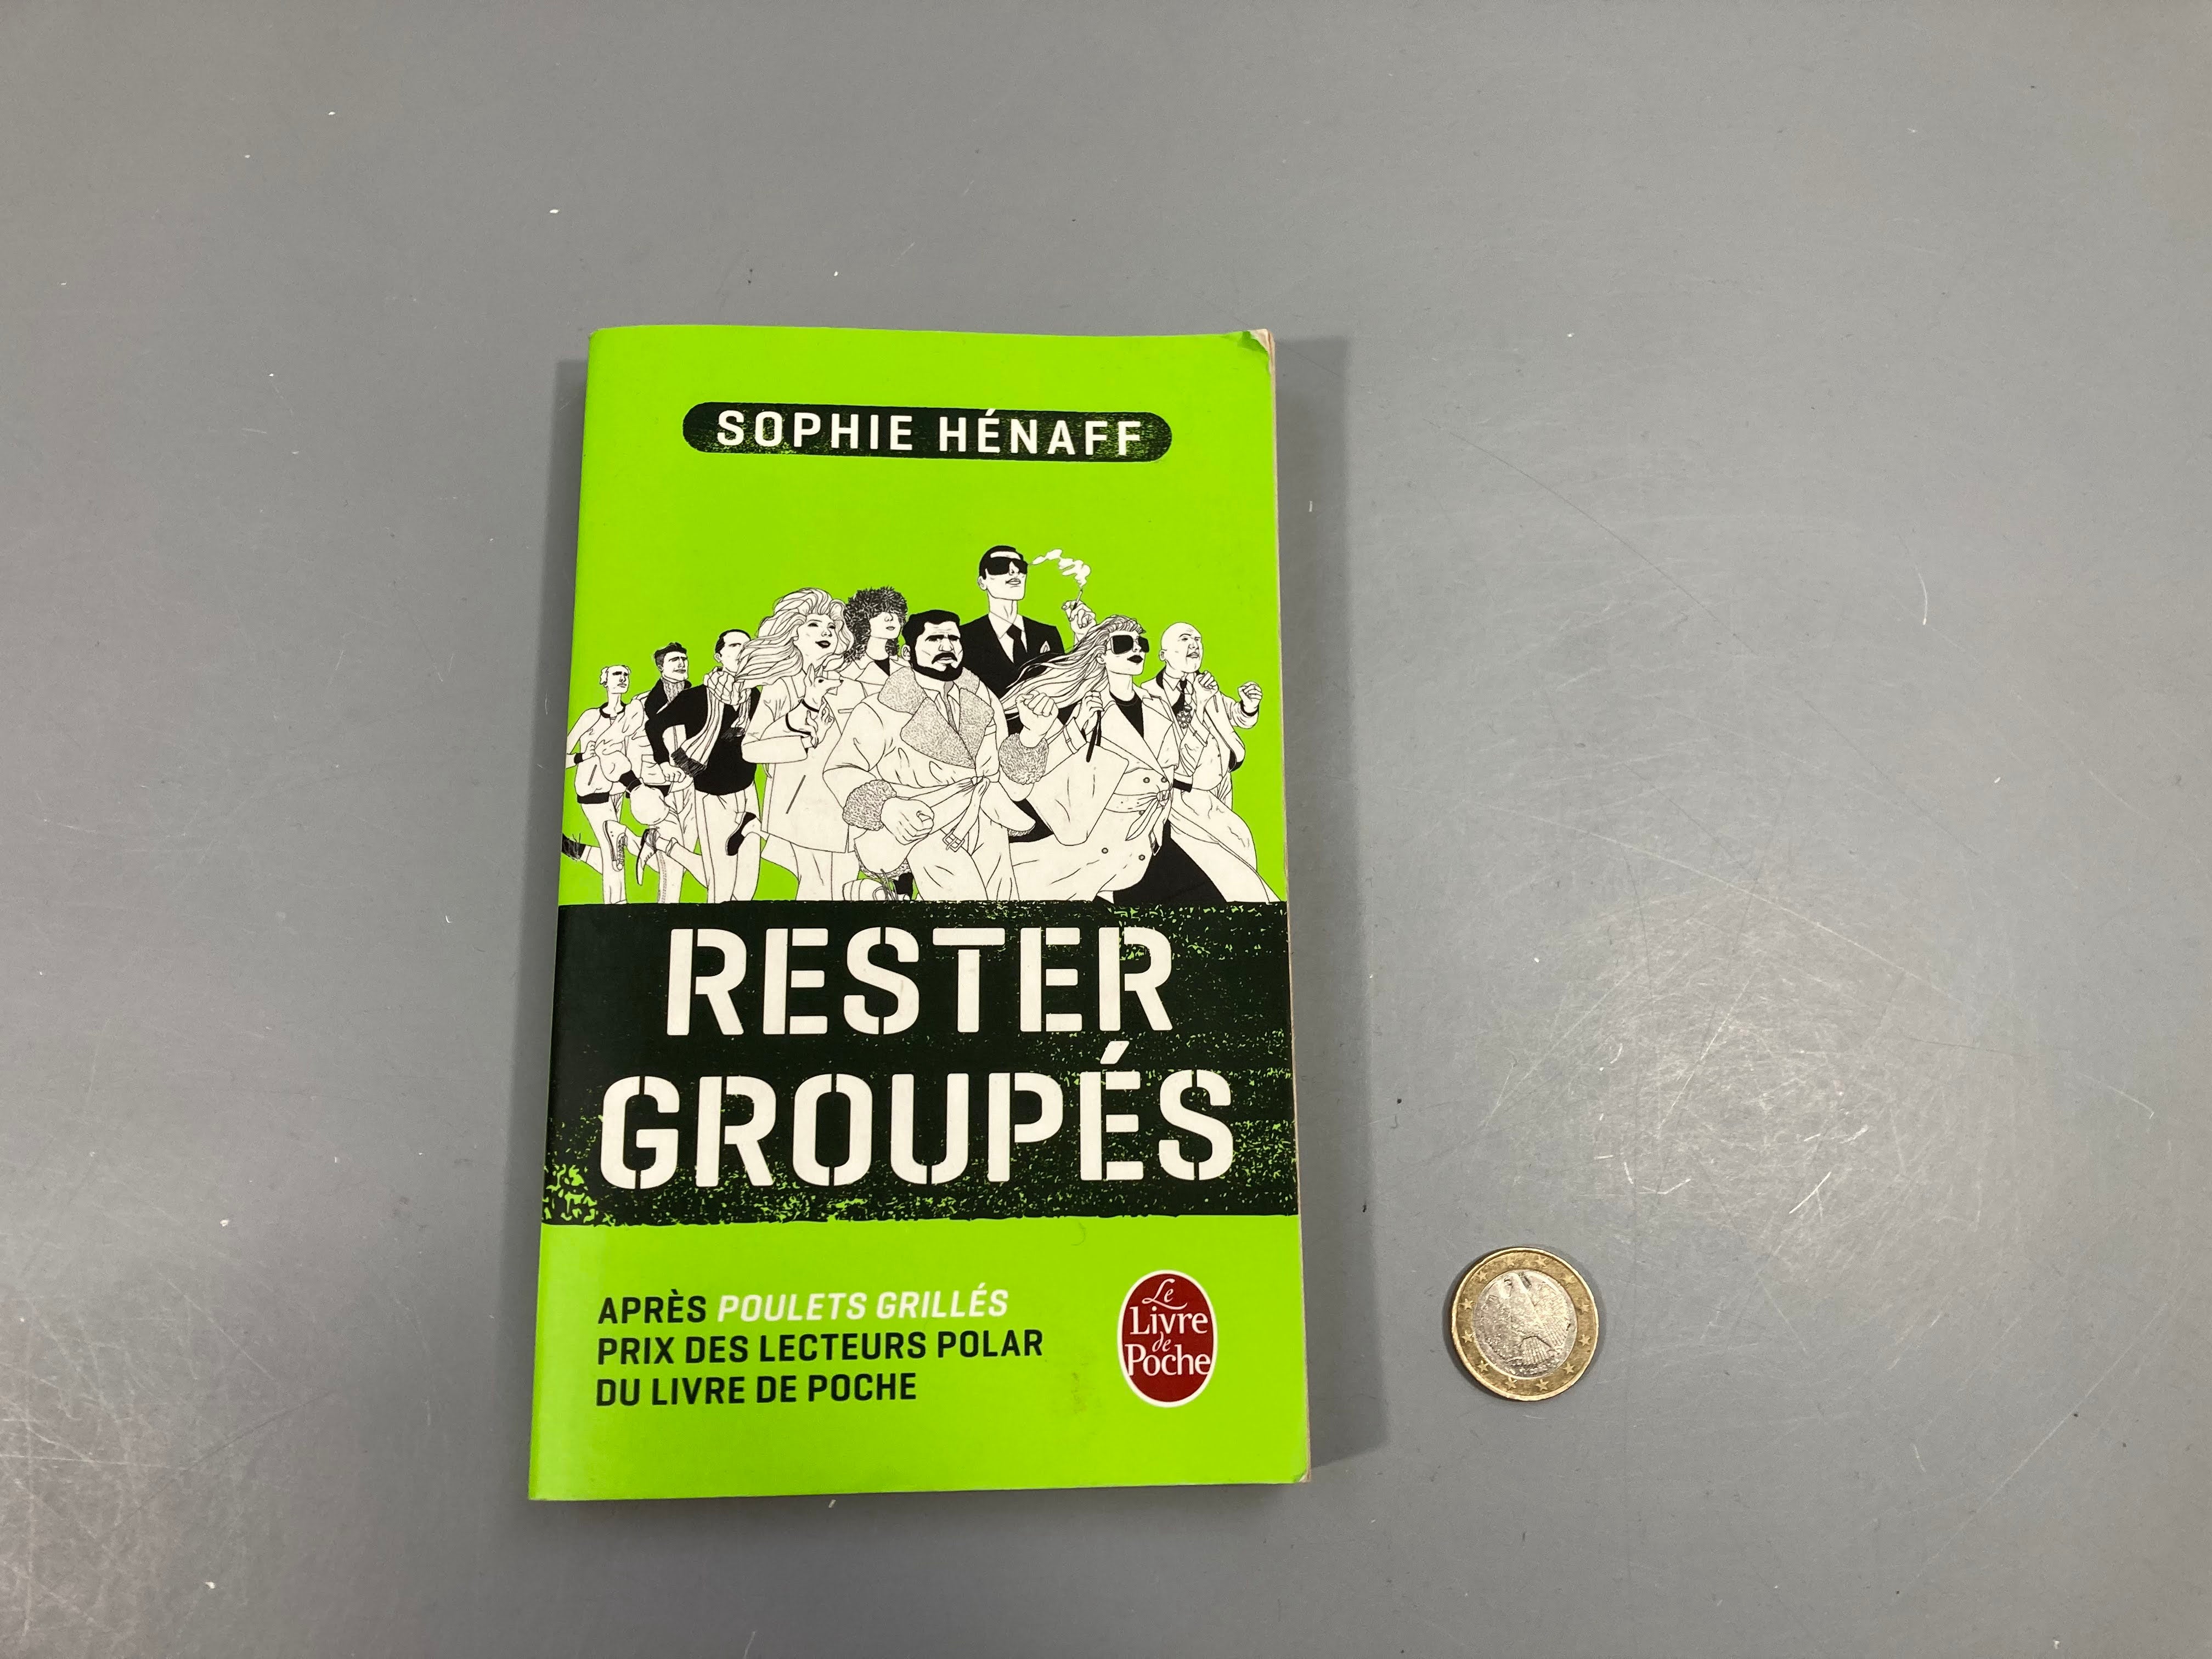 SOPHIE HÉNAFF
RESTER
GROUPÉS
APRÈS POULETS GRILLÉS
PRIX DES LECTEURS POLAR
DU LIVRE DE POCHE
Le
Livre
de
Poche